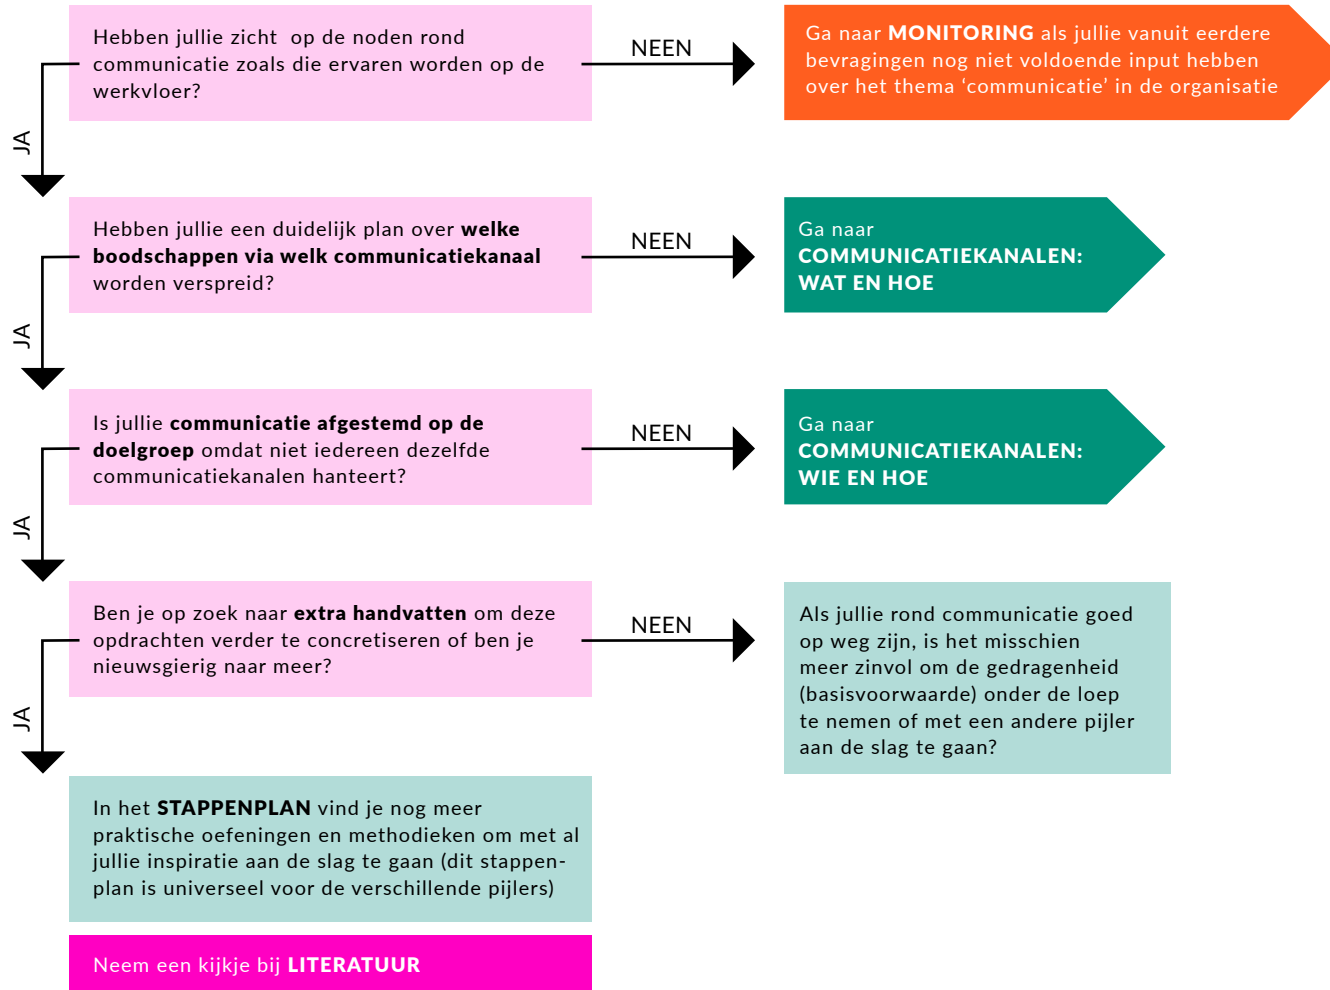 Hebben jullie zicht op de noden rond
communicatie zoals die ervaren worden op de
werkvloer?
NEEN
Ga naar MONITORING als jullie vanuit eerdere
bevragingen nog niet voldoende input hebben
over het thema ‘communicatie’ in de organisatie
JA
Hebben jullie een duidelijk plan over welke
boodschappen via welk communicatiekanaal
worden verspreid?
NEEN
Ga naar
COMMUNICATIEKANALEN:
WAT EN HOE
JA
Is jullie communicatie afgestemd op de
doelgroep omdat niet iedereen dezelfde
communicatiekanalen hanteert?
NEEN
Ga naar
COMMUNICATIEKANALEN:
WIE EN HOE
JA
Ben je op zoek naar extra handvatten om deze
opdrachten verder te concretiseren of ben je
nieuwsgierig naar meer?
NEEN
Als jullie rond communicatie goed
op weg zijn, is het misschien
meer zinvol om de gedragenheid
(basisvoorwaarde) onder de loep
te nemen of met een andere pijler
aan de slag te gaan?
JA
In het STAPPENPLAN vind je nog meer
praktische oefeningen en methodieken om met al
jullie inspiratie aan de slag te gaan (dit stappen-
plan is universeel voor de verschillende pijlers)
Neem een kijkje bij LITERATUUR